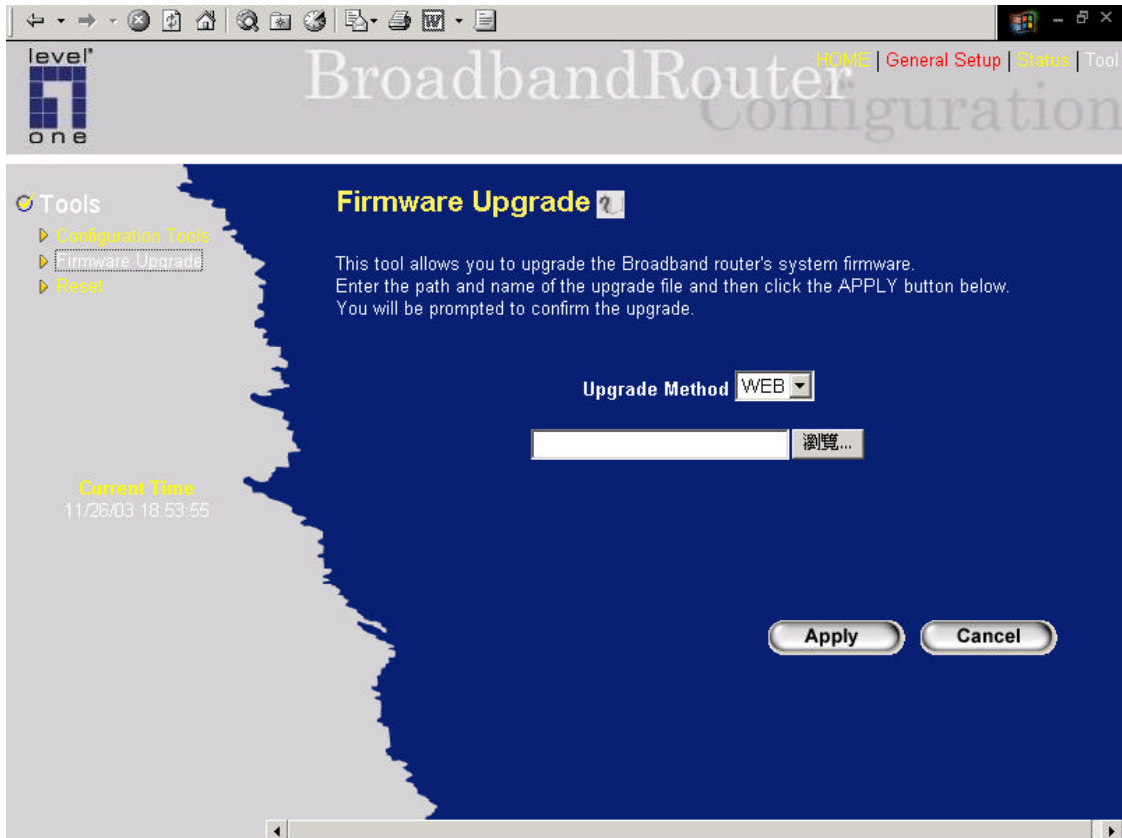 level
one
BroadbandRouter
Configuration
HOME | General Setup | Status | Tool
Tools
Configuration Tools
Firmware Upgrade
Reset
Current Time
11/26/03 18:53:55
Firmware Upgrade
This tool allows you to upgrade the Broadband router's system firmware.
Enter the path and name of the upgrade file and then click the APPLY button below.
You will be prompted to confirm the upgrade.
Upgrade Method WEB
瀏覽...
Apply Cancel